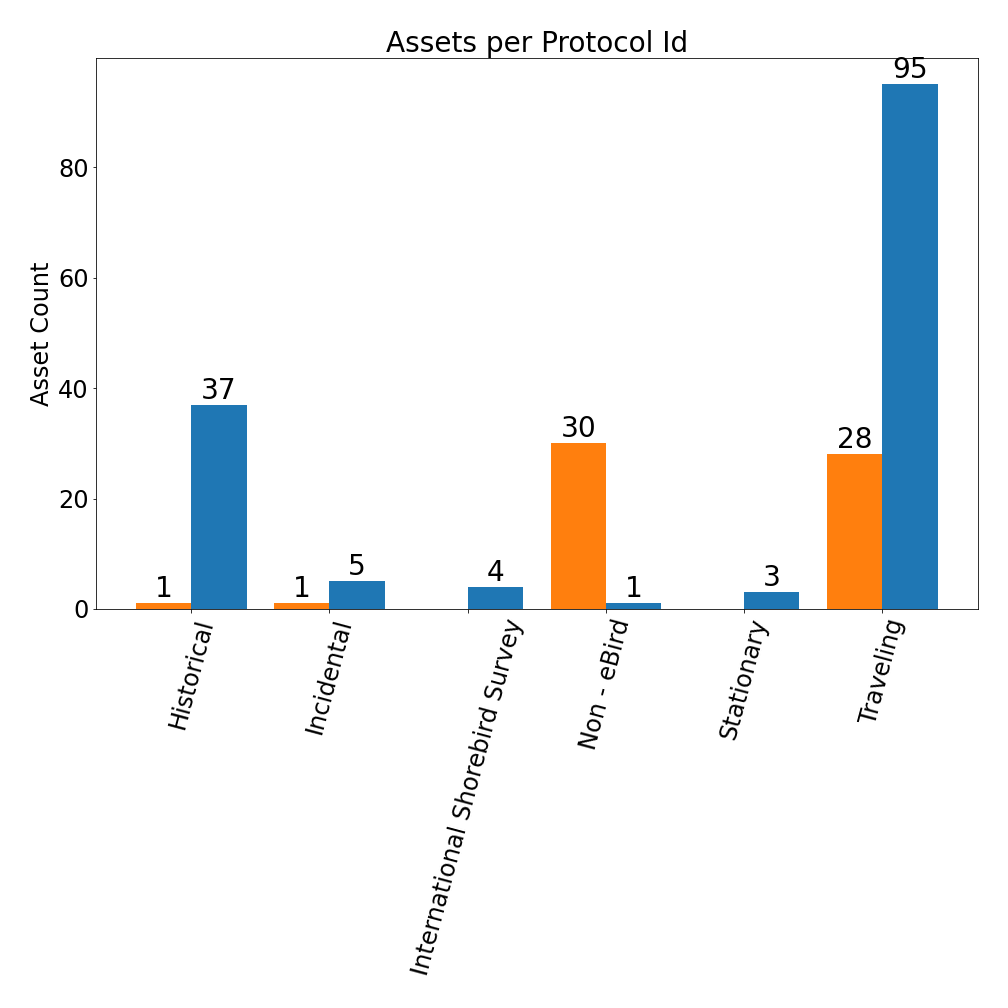 Assets per Protocol Id
Asset Count
80
60
40
20
0
1
37
1
5
4
30
1
3
28
95
Historical
Incidental
International Shorebird Survey
Non - eBird
Stationary
Traveling